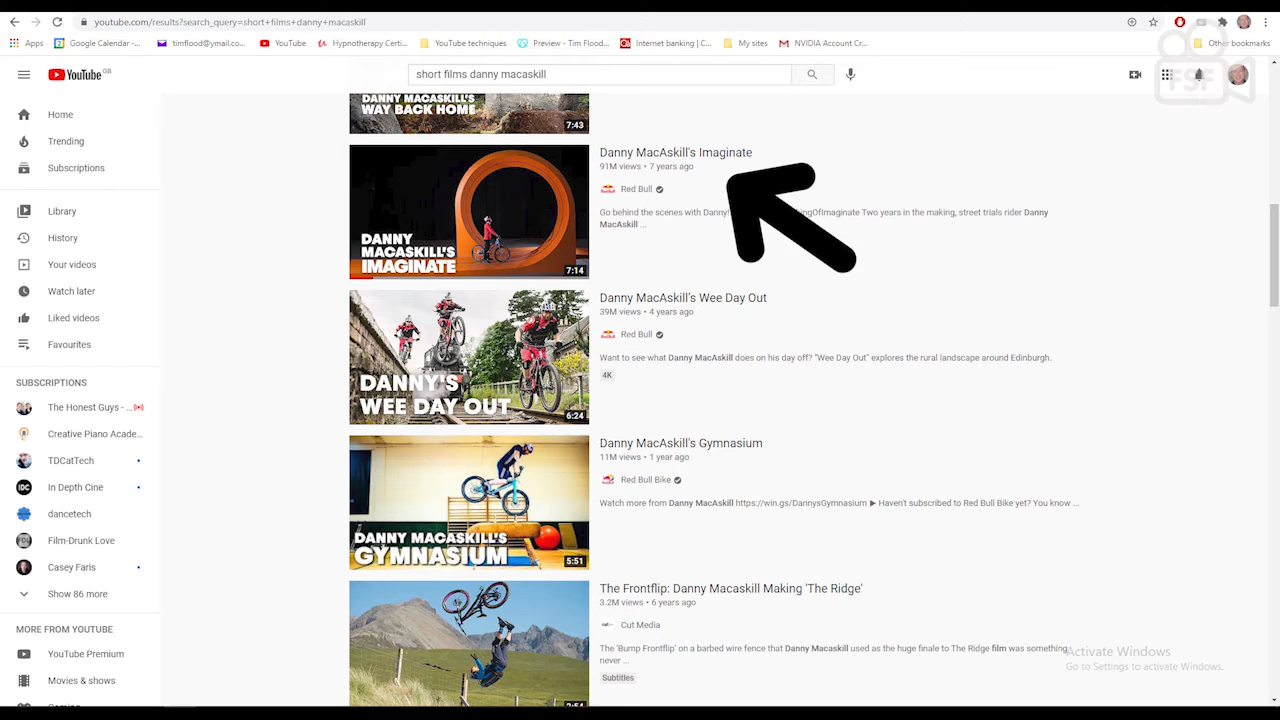 youtube.com/results?search_query=short+films+danny+macaskill
Apps
Google Calendar -...
timflood@ymail.co...
YouTube
Hypnotherapy Certi...
YouTube techniques
Preview - Tim Flood...
Internet banking | C...
My sites
NVIDIA Account Cr...
Other bookmarks
YouTube GB
short films danny macaskill
FSF
Home
Trending
Subscriptions
Library
History
Your videos
Watch later
Liked videos
Favourites
SUBSCRIPTIONS
The Honest Guys - ...
Creative Piano Acade...
TDCatTech
IDC In Depth Cine
dancetech
Film-Drunk Love
Casey Faris
Show 86 more
MORE FROM YOUTUBE
YouTube Premium
Movies & shows
DANNY MACASKILL'S
WAY BACK HOME
7:43
DANNY
MACASKILL'S
IMAGINATE
7:14
Danny MacAskill's Imaginate
91M views • 7 years ago
Red Bull
Go behind the scenes with Danny! ingOfImaginate Two years in the making, street trials rider Danny
MacAskill ...
DANNY'S
WEE DAY OUT
6:24
Danny MacAskill's Wee Day Out
39M views • 4 years ago
Red Bull
Want to see what Danny MacAskill does on his day off? "Wee Day Out" explores the rural landscape around Edinburgh.
4K
DANNY MACASKILL'S
GYMNASIUM
5:51
Danny MacAskill's Gymnasium
11M views • 1 year ago
Red Bull Bike
Watch more from Danny MacAskill https://win.gs/DannysGymnasium ▶ Haven't subscribed to Red Bull Bike yet? You know ...
The Frontflip: Danny Macaskill Making 'The Ridge'
3.2M views • 6 years ago
Cut Media
The 'Bump Frontflip' on a barbed wire fence that Danny Macaskill used as the huge finale to The Ridge film was something
never ...
Subtitles
Activate Windows
Go to Settings to activate Windows.